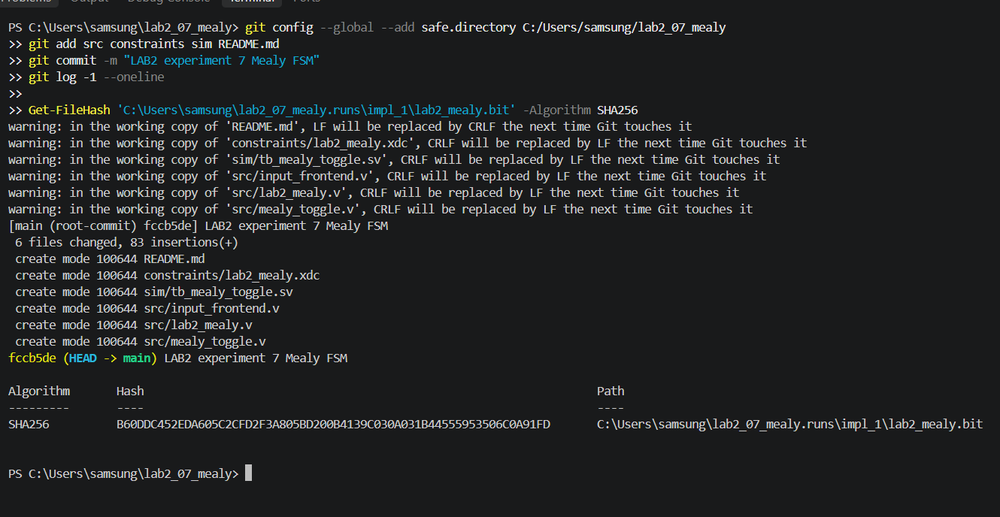 Problems Output Debug Console Terminal Ports
PS C:\Users\samsung\lab2_07_mealy> git config --global --add safe.directory C:/Users/samsung/lab2_07_mealy
>> git add src constraints sim README.md
>> git commit -m "LAB2 experiment 7 Mealy FSM"
>> git log -1 --oneline
>>
>> Get-FileHash 'C:\Users\samsung\lab2_07_mealy.runs\impl_1\lab2_mealy.bit' -Algorithm SHA256
warning: in the working copy of 'README.md', LF will be replaced by CRLF the next time Git touches it
warning: in the working copy of 'constraints/lab2_mealy.xdc', CRLF will be replaced by LF the next time Git touches it
warning: in the working copy of 'sim/tb_mealy_toggle.sv', CRLF will be replaced by LF the next time Git touches it
warning: in the working copy of 'src/input_frontend.v', CRLF will be replaced by LF the next time Git touches it
warning: in the working copy of 'src/lab2_mealy.v', CRLF will be replaced by LF the next time Git touches it
warning: in the working copy of 'src/mealy_toggle.v', CRLF will be replaced by LF the next time Git touches it
[main (root-commit) fccb5de] LAB2 experiment 7 Mealy FSM
 6 files changed, 83 insertions(+)
 create mode 100644 README.md
 create mode 100644 constraints/lab2_mealy.xdc
 create mode 100644 sim/tb_mealy_toggle.sv
 create mode 100644 src/input_frontend.v
 create mode 100644 src/lab2_mealy.v
 create mode 100644 src/mealy_toggle.v
fccb5de (HEAD -> main) LAB2 experiment 7 Mealy FSM
Algorithm Hash Path
--------- ---- ----
SHA256 B60DDC452EDA605C2CFD2F3A805BD200B4139C030A031B44555953506C0A91FD C:\Users\samsung\lab2_07_mealy.runs\impl_1\lab2_mealy.bit
PS C:\Users\samsung\lab2_07_mealy>